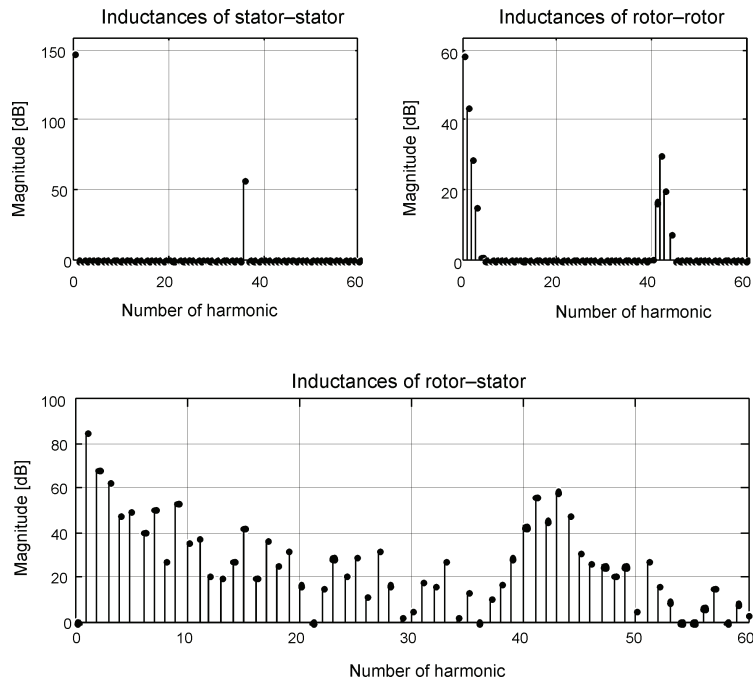 Inductances of stator–stator
150
100
50
0
0 20 40 60
Magnitude [dB]
Number of harmonic
Inductances of rotor–rotor
60
40
20
0
0 20 40 60
Magnitude [dB]
Number of harmonic
Inductances of rotor–stator
100
80
60
40
20
0
0 10 20 30 40 50 60
Magnitude [dB]
Number of harmonic